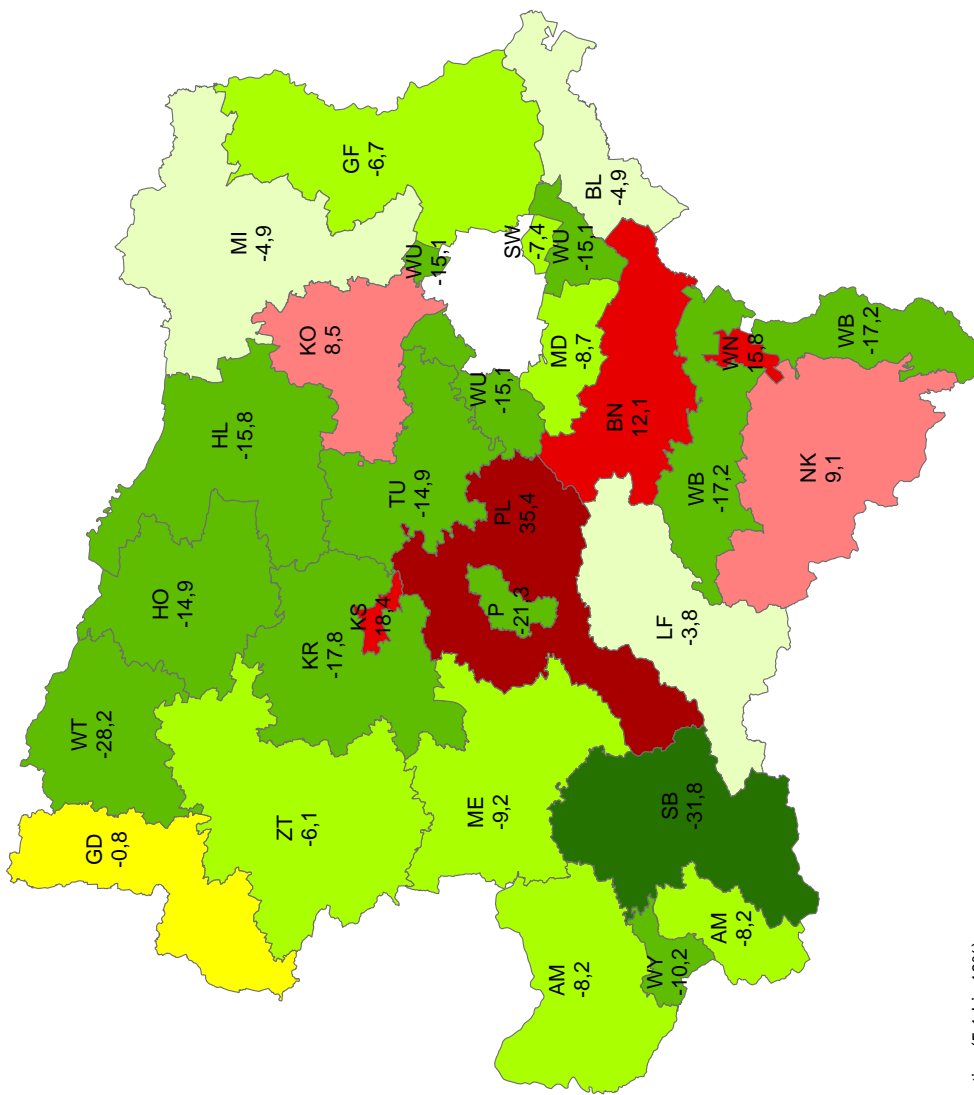 WT
-28,2
GD
-0,8
HO
-14,9
HL
-15,8
MI
-4,9
ZT
-6,1
KO
8,5
KR
-17,8
GF
-6,7
KS
18,4
TU
-14,9
WU
-15,1
ME
-9,2
WU
-15,1
P
-21,3
PL
35,4
SW
-7,4
AM
-8,2
MD
-8,7
WU
-15,1
BL
-4,9
BN
12,1
WY
-10,2
LF
-3,8
SB
-31,8
WB
-17,2
AM
-8,2
WN
15,8
NK
9,1
WB
-17,2